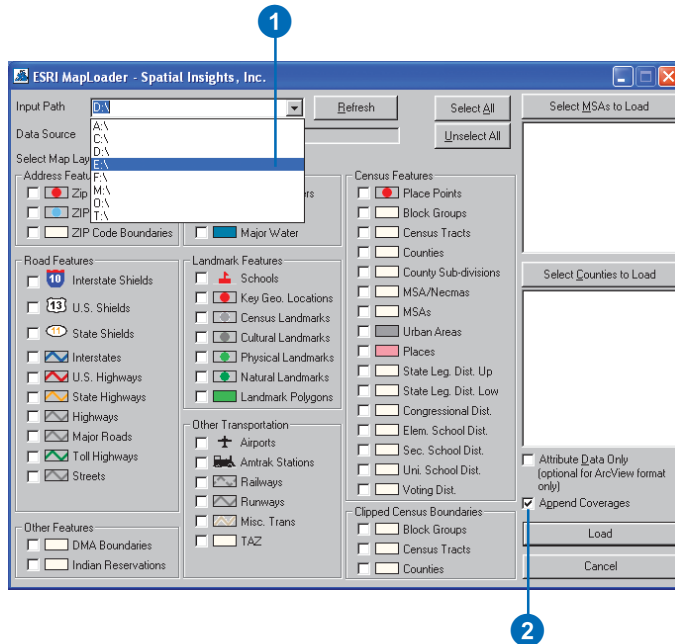 1
ESRI MapLoader - Spatial Insights, Inc.
Input Path
D:\
Refresh
Select All
Unselect All
Select MSAs to Load
Data Source
A:\
C:\
D:\
E:\
F:\
M:\
O:\
T:\
Select Map Lay
Address Featu
Zip
ZIP
ZIP Code Boundaries
rs
Major Water
Road Features
10 Interstate Shields
13 U.S. Shields
11 State Shields
Interstates
U.S. Highways
State Highways
Highways
Major Roads
Toll Highways
Streets
Other Features
DMA Boundaries
Indian Reservations
Landmark Features
Schools
Key Geo. Locations
Census Landmarks
Cultural Landmarks
Physical Landmarks
Natural Landmarks
Landmark Polygons
Other Transportation
Airports
Amtrak Stations
Railways
Runways
Misc. Trans
TAZ
Census Features
Place Points
Block Groups
Census Tracts
Counties
County Sub-divisions
MSA/Necmas
MSAs
Urban Areas
Places
State Leg. Dist. Up
State Leg. Dist. Low
Congressional Dist.
Elem. School Dist.
Sec. School Dist.
Uni. School Dist.
Voting Dist.
Clipped Census Boundaries
Block Groups
Census Tracts
Counties
Select Counties to Load
Attribute Data Only
(optional for ArcView format
only)
Append Coverages
Load
Cancel
2